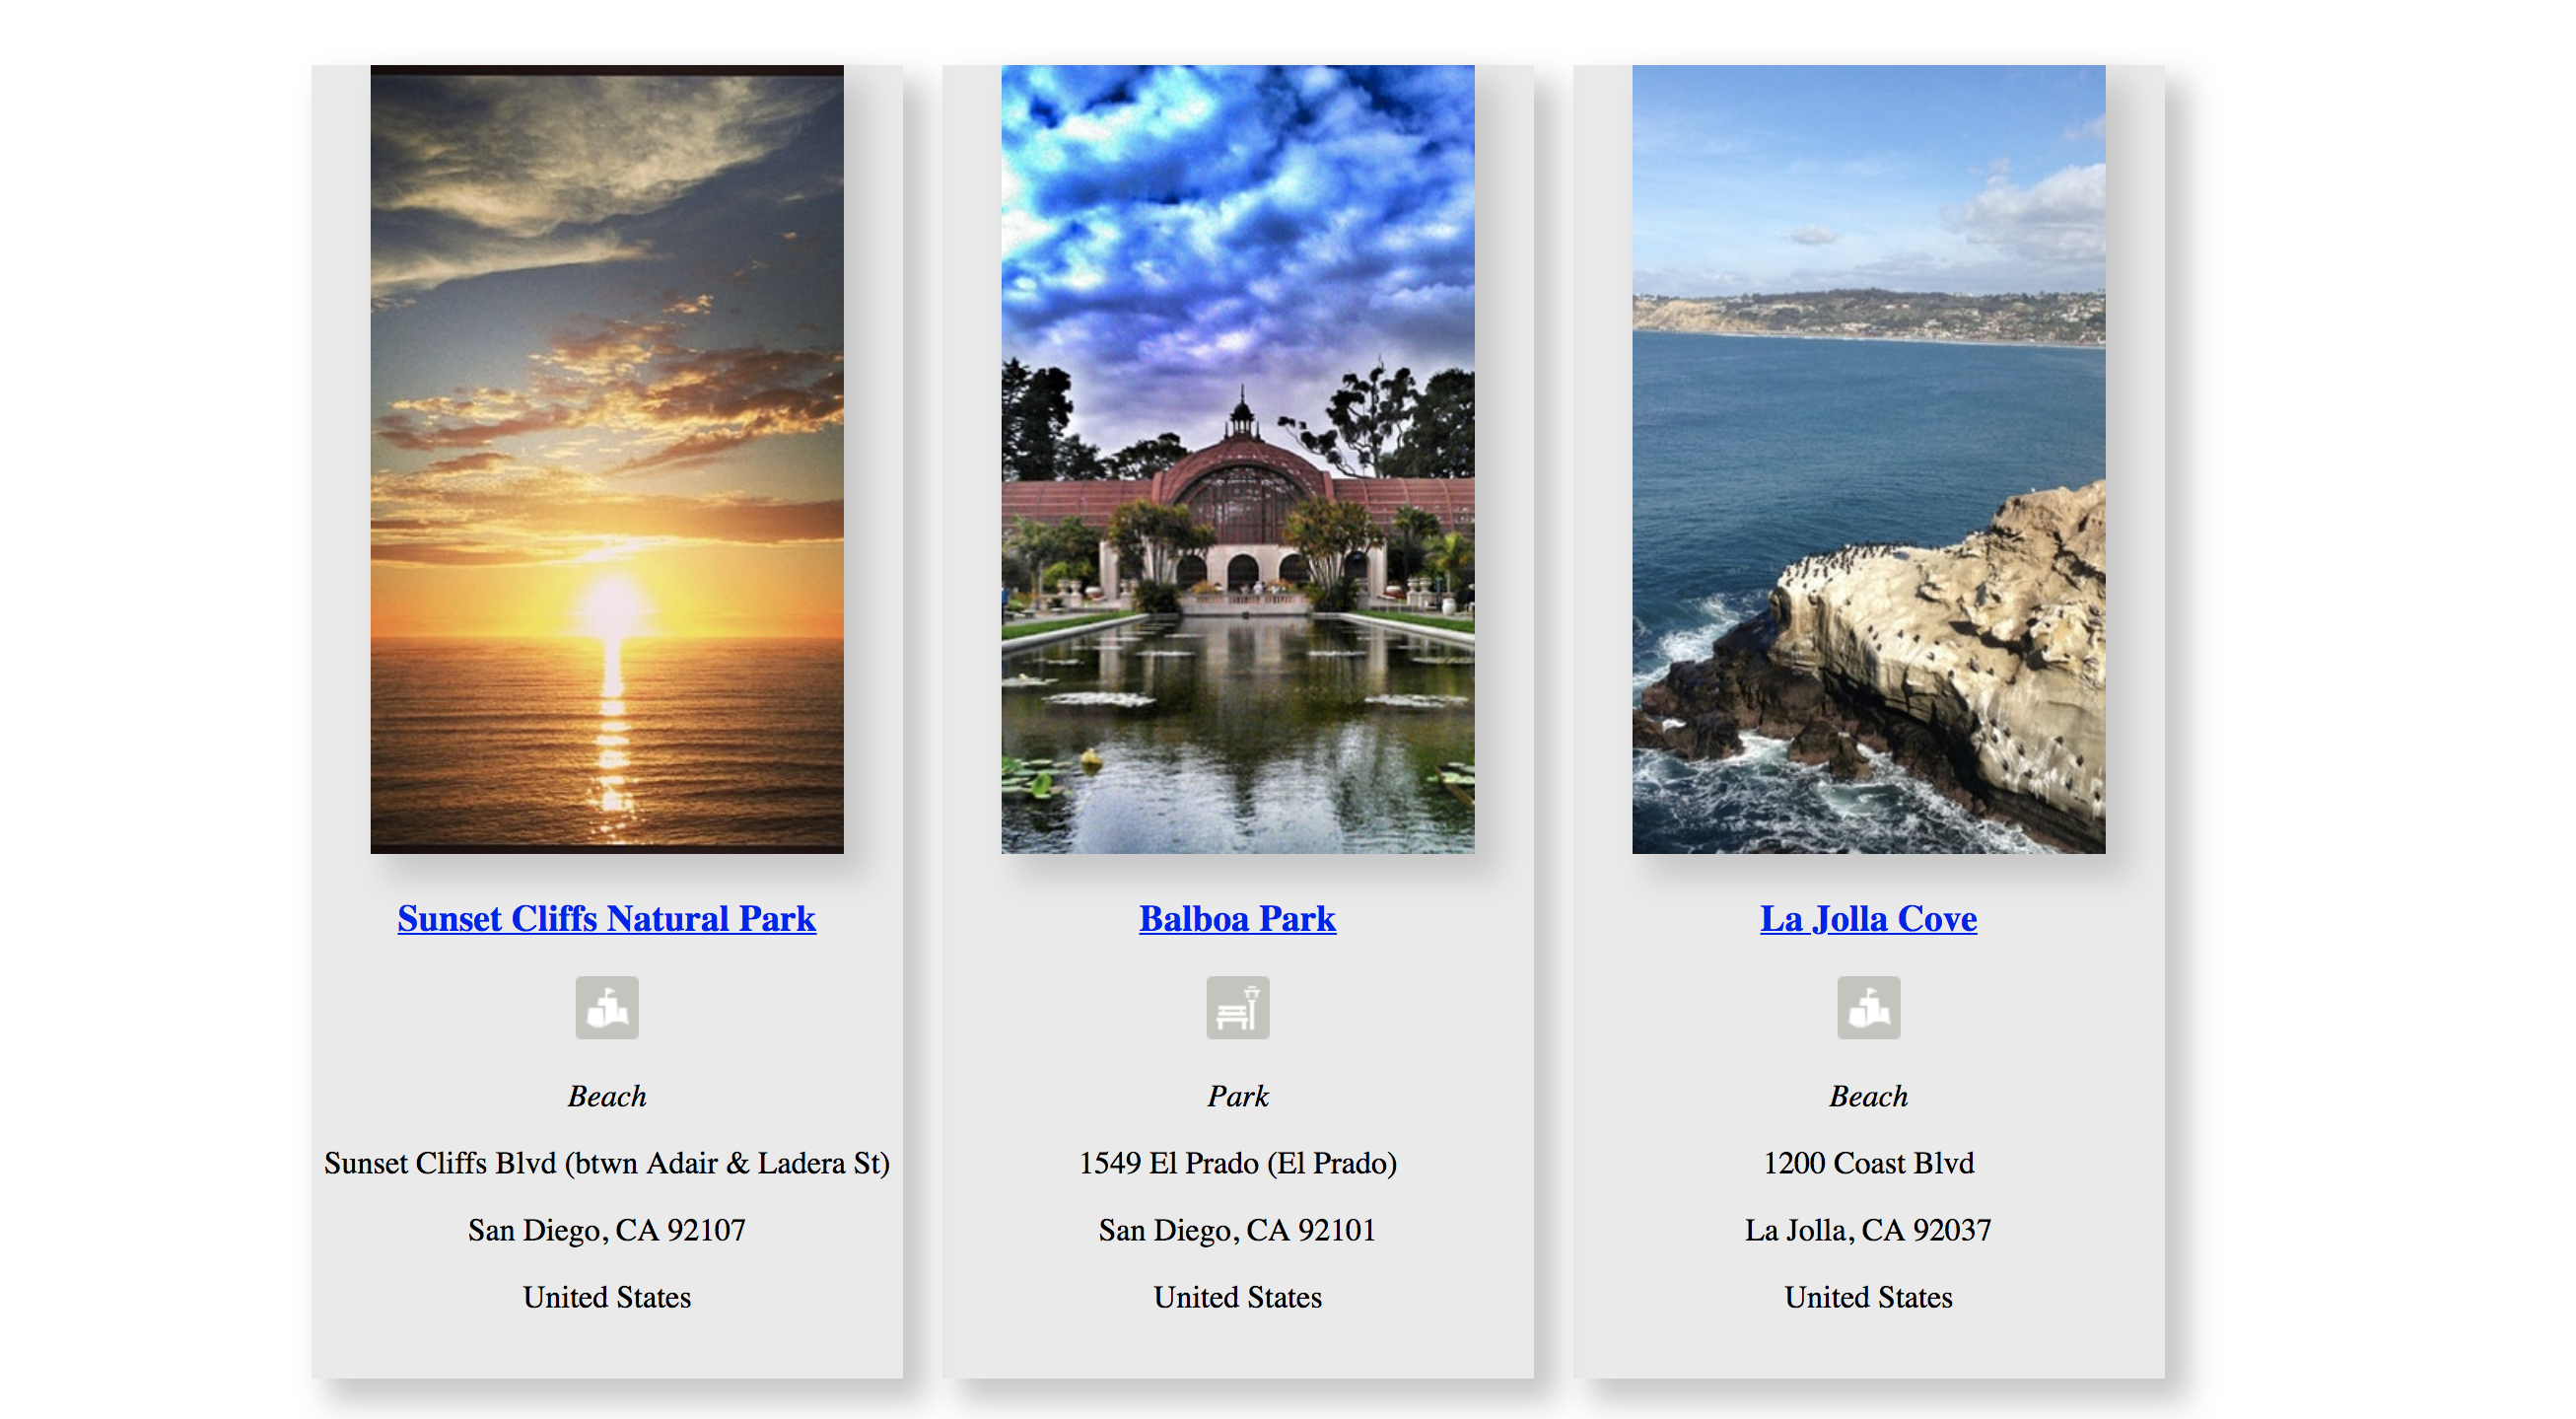 Sunset Cliffs Natural Park
Beach
Sunset Cliffs Blvd (btwn Adair & Ladera St)
San Diego, CA 92107
United States
Balboa Park
Park
1549 El Prado (El Prado)
San Diego, CA 92101
United States
La Jolla Cove
Beach
1200 Coast Blvd
La Jolla, CA 92037
United States